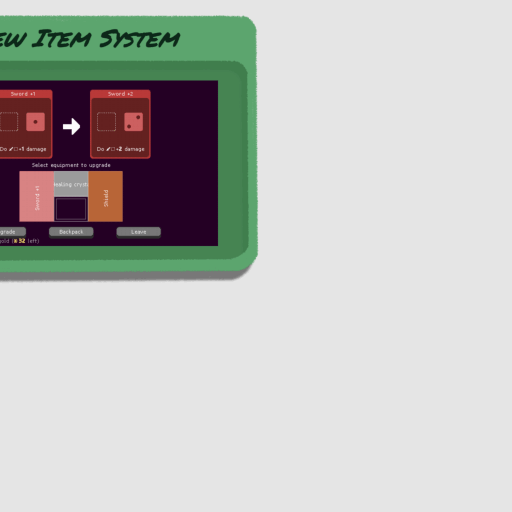 EW ITEM SYSTEM
Sword +1
Sword +2
Do +1 damage
Do +2 damage
Select equipment to upgrade
Sword +1
ealing cryst
Shield
grade
Backpack
Leave
old (52 left)